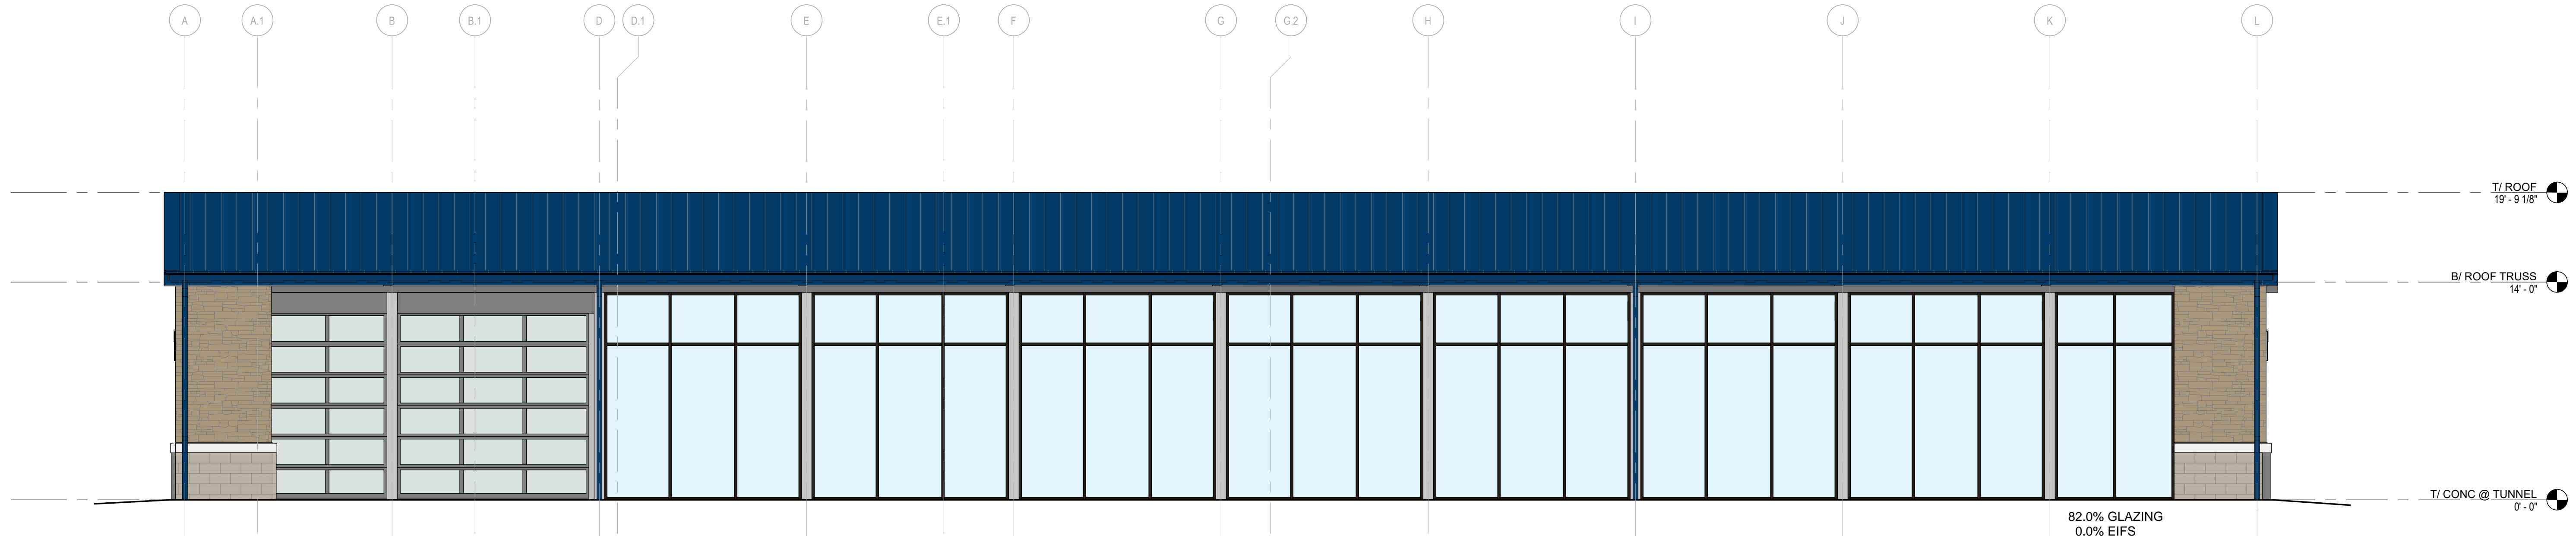 A A.1 B B.1 D D.1 E E.1 F G G.2 H I J K L
T/ ROOF
19' - 9 1/8"
B/ ROOF TRUSS
14' - 0"
T/ CONC @ TUNNEL
0' - 0"
82.0% GLAZING
0.0% EIFS